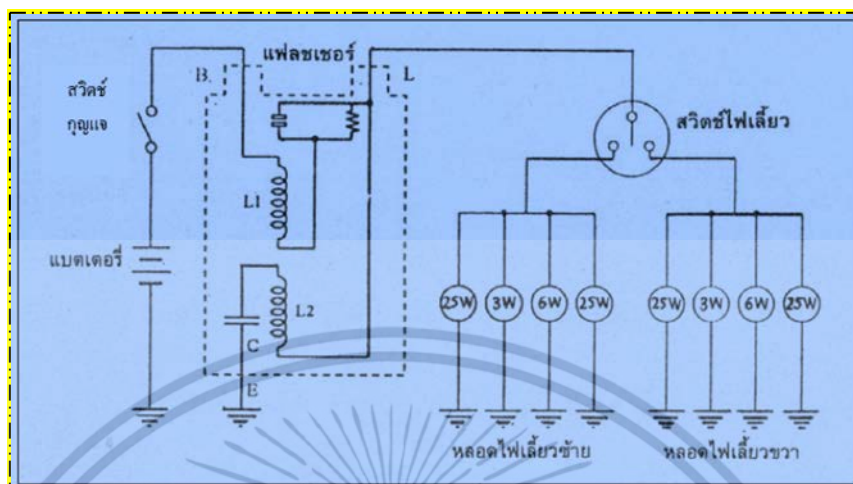 แฟลชเชอร์
B.
L
สวิตช์
กุญแจ
สวิตช์ไฟเลี้ยว
L1
แบตเตอรี่
25W 3W 6W 25W
25W 3W 6W 25W
L2
C
E
หลอดไฟเลี้ยวซ้าย
หลอดไฟเลี้ยวขวา